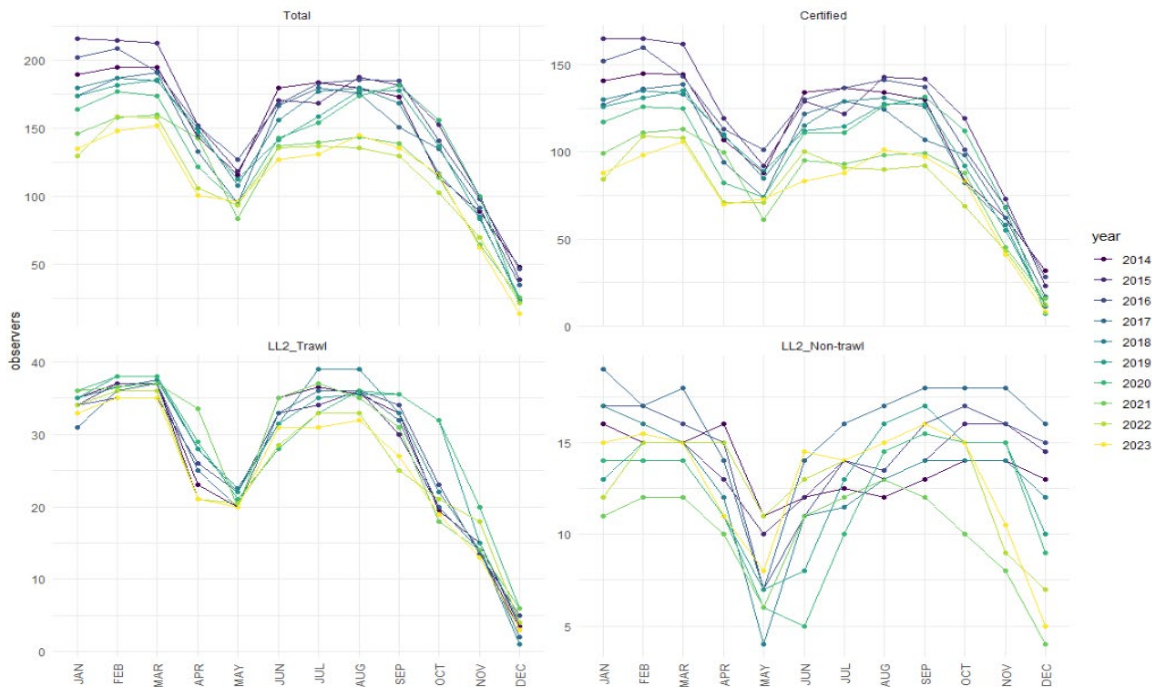 Total
Certified
200
150
100
50
150
100
50
0
observers
LL2_Trawl
LL2_Non-trawl
40
30
20
10
0
15
10
5
JAN
FEB
MAR
APR
MAY
JUN
JUL
AUG
SEP
OCT
NOV
DEC
JAN
FEB
MAR
APR
MAY
JUN
JUL
AUG
SEP
OCT
NOV
DEC
year
2014
2015
2016
2017
2018
2019
2020
2021
2022
2023